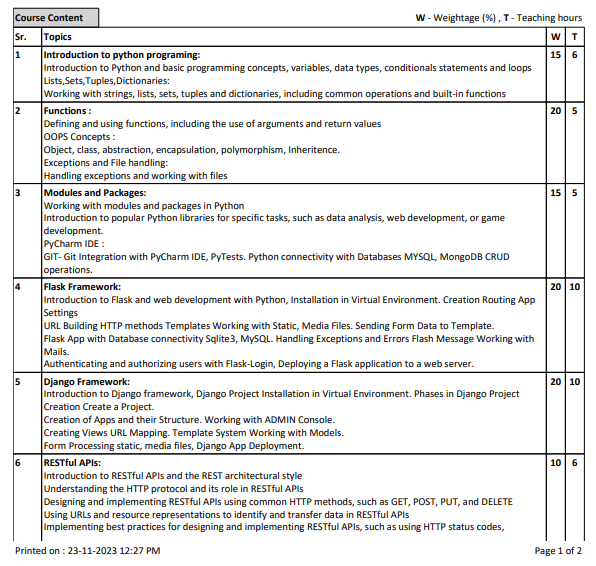 Course Content W - Weightage (%) , T - Teaching hours
Sr. Topics W T
1 Introduction to python programing: 15 6
Introduction to Python and basic programming concepts, variables, data types, conditionals statements and loops
Lists,Sets,Tuples,Dictionaries:
Working with strings, lists, sets, tuples and dictionaries, including common operations and built-in functions
2 Functions : 20 5
Defining and using functions, including the use of arguments and return values
OOPS Concepts :
Object, class, abstraction, encapsulation, polymorphism, Inheritence.
Exceptions and File handling:
Handling exceptions and working with files
3 Modules and Packages: 15 5
Working with modules and packages in Python
Introduction to popular Python libraries for specific tasks, such as data analysis, web development, or game
development.
PyCharm IDE :
GIT- Git Integration with PyCharm IDE, PyTests. Python connectivity with Databases MYSQL, MongoDB CRUD
operations.
4 Flask Framework: 20 10
Introduction to Flask and web development with Python, Installation in Virtual Environment. Creation Routing App
Settings
URL Building HTTP methods Templates Working with Static, Media Files. Sending Form Data to Template.
Flask App with Database connectivity Sqlite3, MySQL. Handling Exceptions and Errors Flash Message Working with
Mails.
Authenticating and authorizing users with Flask-Login, Deploying a Flask application to a web server.
5 Django Framework: 20 10
Introduction to Django framework, Django Project Installation in Virtual Environment. Phases in Django Project
Creation Create a Project.
Creation of Apps and their Structure. Working with ADMIN Console.
Creating Views URL Mapping. Template System Working with Models.
Form Processing static, media files, Django App Deployment.
6 RESTful APIs: 10 6
Introduction to RESTful APIs and the REST architectural style
Understanding the HTTP protocol and its role in RESTful APIs
Designing and implementing RESTful APIs using common HTTP methods, such as GET, POST, PUT, and DELETE
Using URLs and resource representations to identify and transfer data in RESTful APIs
Implementing best practices for designing and implementing RESTful APIs, such as using HTTP status codes,
Printed on : 23-11-2023 12:27 PM Page 1 of 2